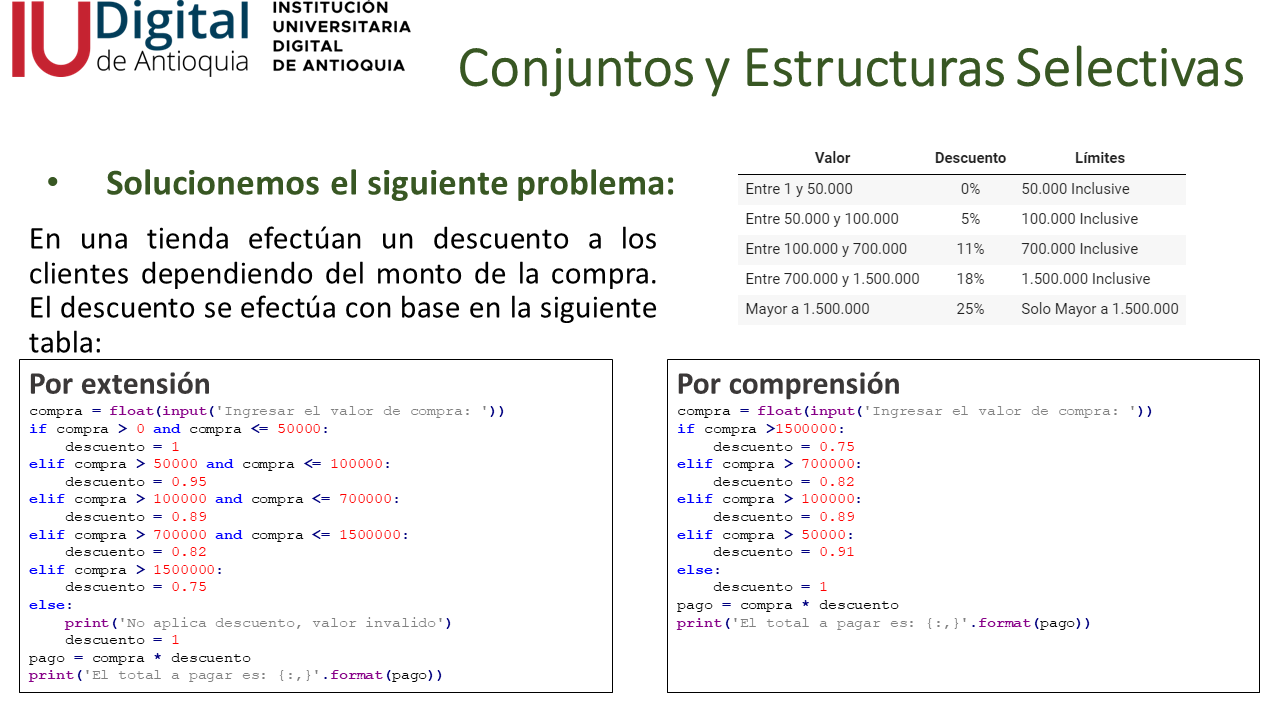 IU Digital
de Antioquia
INSTITUCIÓN
UNIVERSITARIA
DIGITAL
DE ANTIOQUIA
Conjuntos y Estructuras Selectivas
• Solucionemos el siguiente problema:
En una tienda efectúan un descuento a los
clientes dependiendo del monto de la compra.
El descuento se efectúa con base en la siguiente
tabla:
Valor Descuento Límites
Entre 1 y 50.000 0% 50.000 Inclusive
Entre 50.000 y 100.000 5% 100.000 Inclusive
Entre 100.000 y 700.000 11% 700.000 Inclusive
Entre 700.000 y 1.500.000 18% 1.500.000 Inclusive
Mayor a 1.500.000 25% Solo Mayor a 1.500.000
Por extensión
compra = float(input('Ingresar el valor de compra: '))
if compra > 0 and compra <= 50000:
    descuento = 1
elif compra > 50000 and compra <= 100000:
    descuento = 0.95
elif compra > 100000 and compra <= 700000:
    descuento = 0.89
elif compra > 700000 and compra <= 1500000:
    descuento = 0.82
elif compra > 1500000:
    descuento = 0.75
else:
    print('No aplica descuento, valor invalido')
    descuento = 1
pago = compra * descuento
print('El total a pagar es: {:,}'.format(pago))
Por comprensión
compra = float(input('Ingresar el valor de compra: '))
if compra >1500000:
    descuento = 0.75
elif compra > 700000:
    descuento = 0.82
elif compra > 100000:
    descuento = 0.89
elif compra > 50000:
    descuento = 0.91
else:
    descuento = 1
pago = compra * descuento
print('El total a pagar es: {:,}'.format(pago))